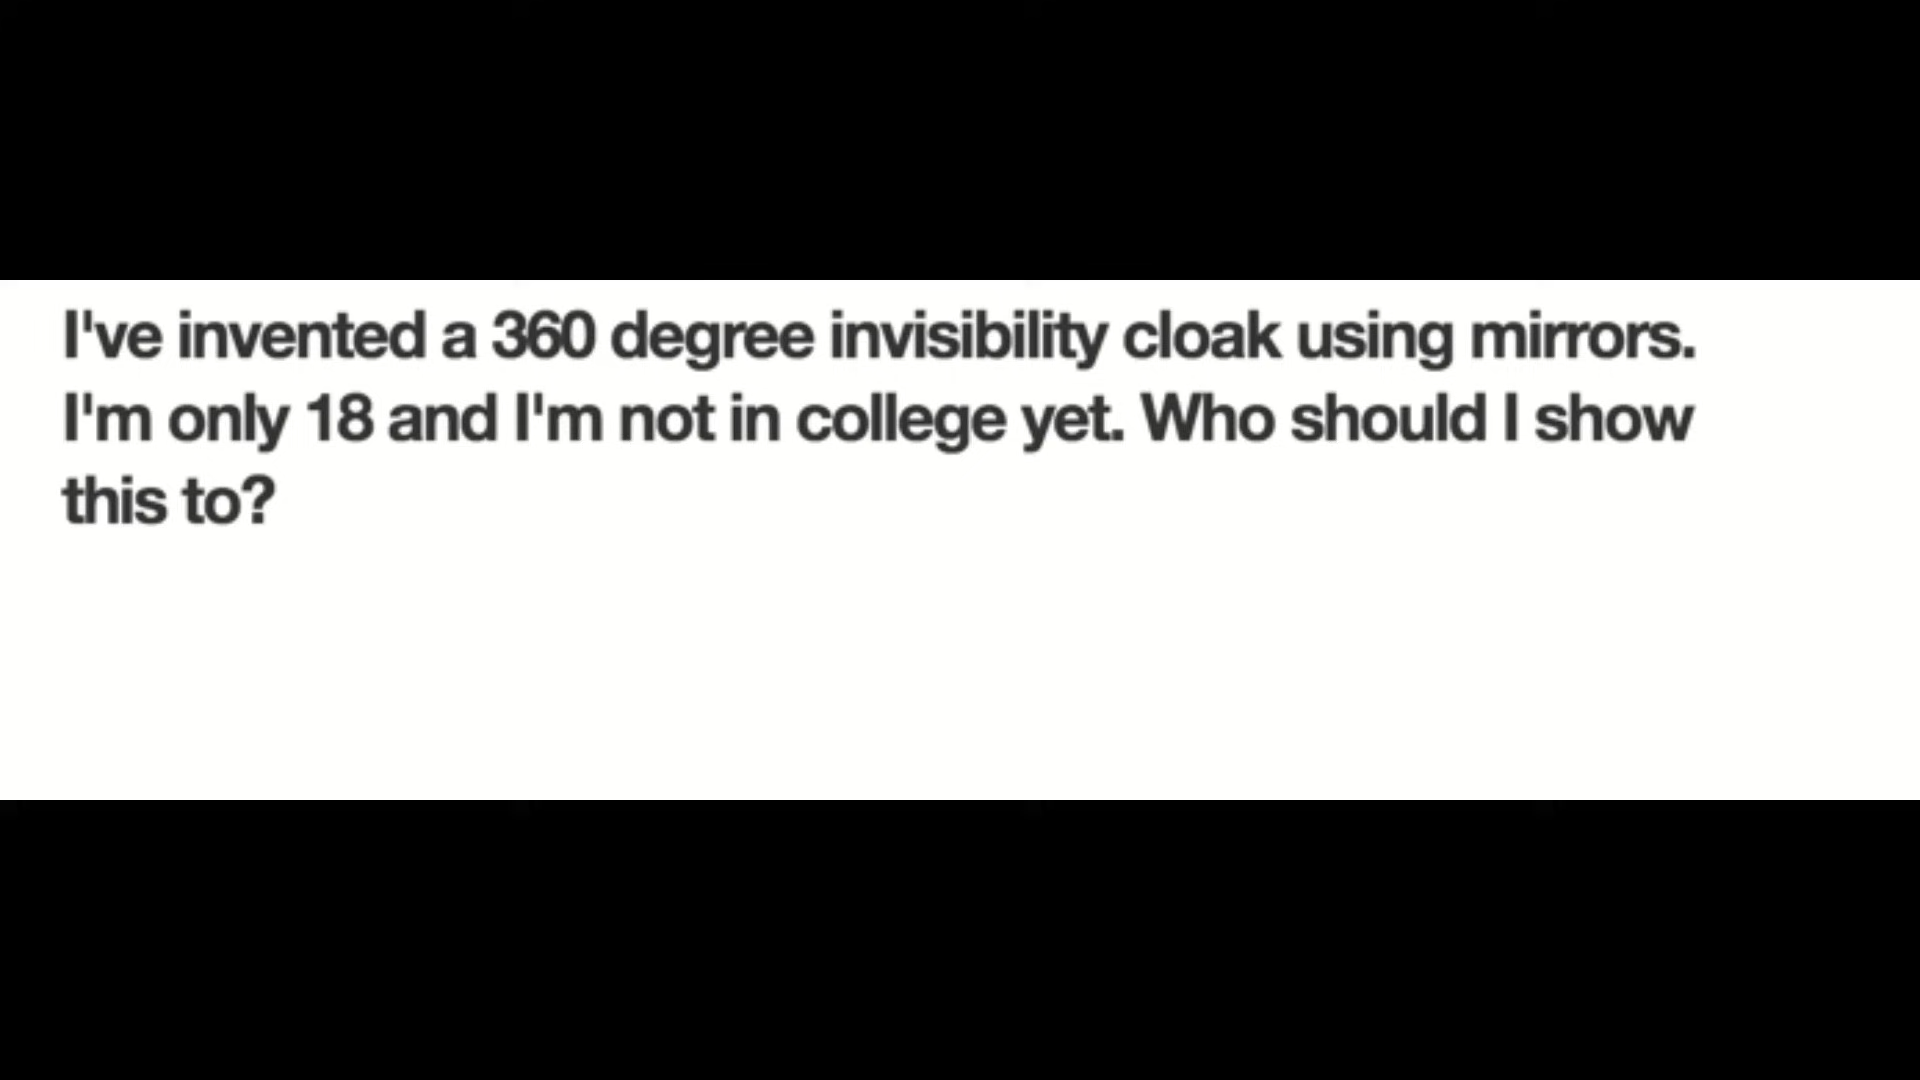 I've invented a 360 degree invisibility cloak using mirrors.
I'm only 18 and I'm not in college yet. Who should I show
this to?